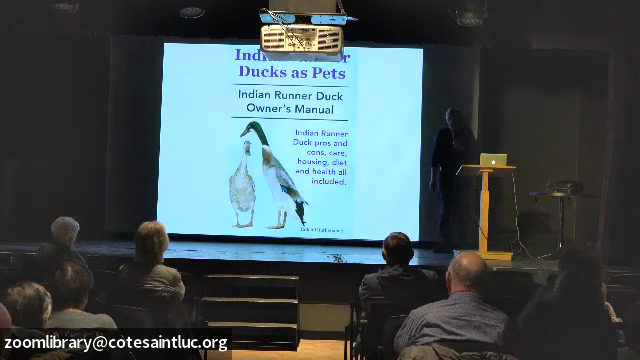 Ducks as Pets
Indian Runner Duck
Owner's Manual
Indian Runner
Duck pros and
cons, care,
housing, diet
and health all
included.
zoomlibrary@cotesaintluc.org